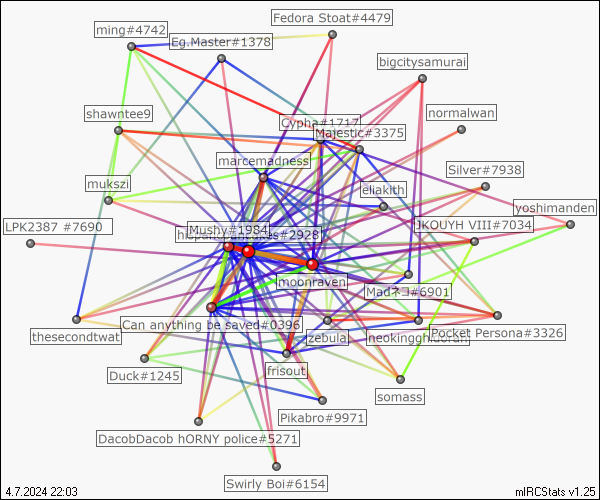 Fedora Stoat#4479
ming#4742
Eg.Master#1378
bigcitysamurai
normalwan
shawntee9
Cypha#1717
Majestic#3375
marcemadness
Silver#7938
mukszi
eliakith
yoshimanden
LPK2387 #7690
Mushy#1984
JKOUYH VIII#7034
#2928
moonraven
Madネコ#6901
thesecondtwat
Can anything be saved#0396
zebula
Pocket Persona#3326
Duck#1245
frisout
somass
Pikabro#9971
DacobDacob hORNY police#5271
Swirly Boi#6154
4.7.2024 22:03
mIRCStats v1.25